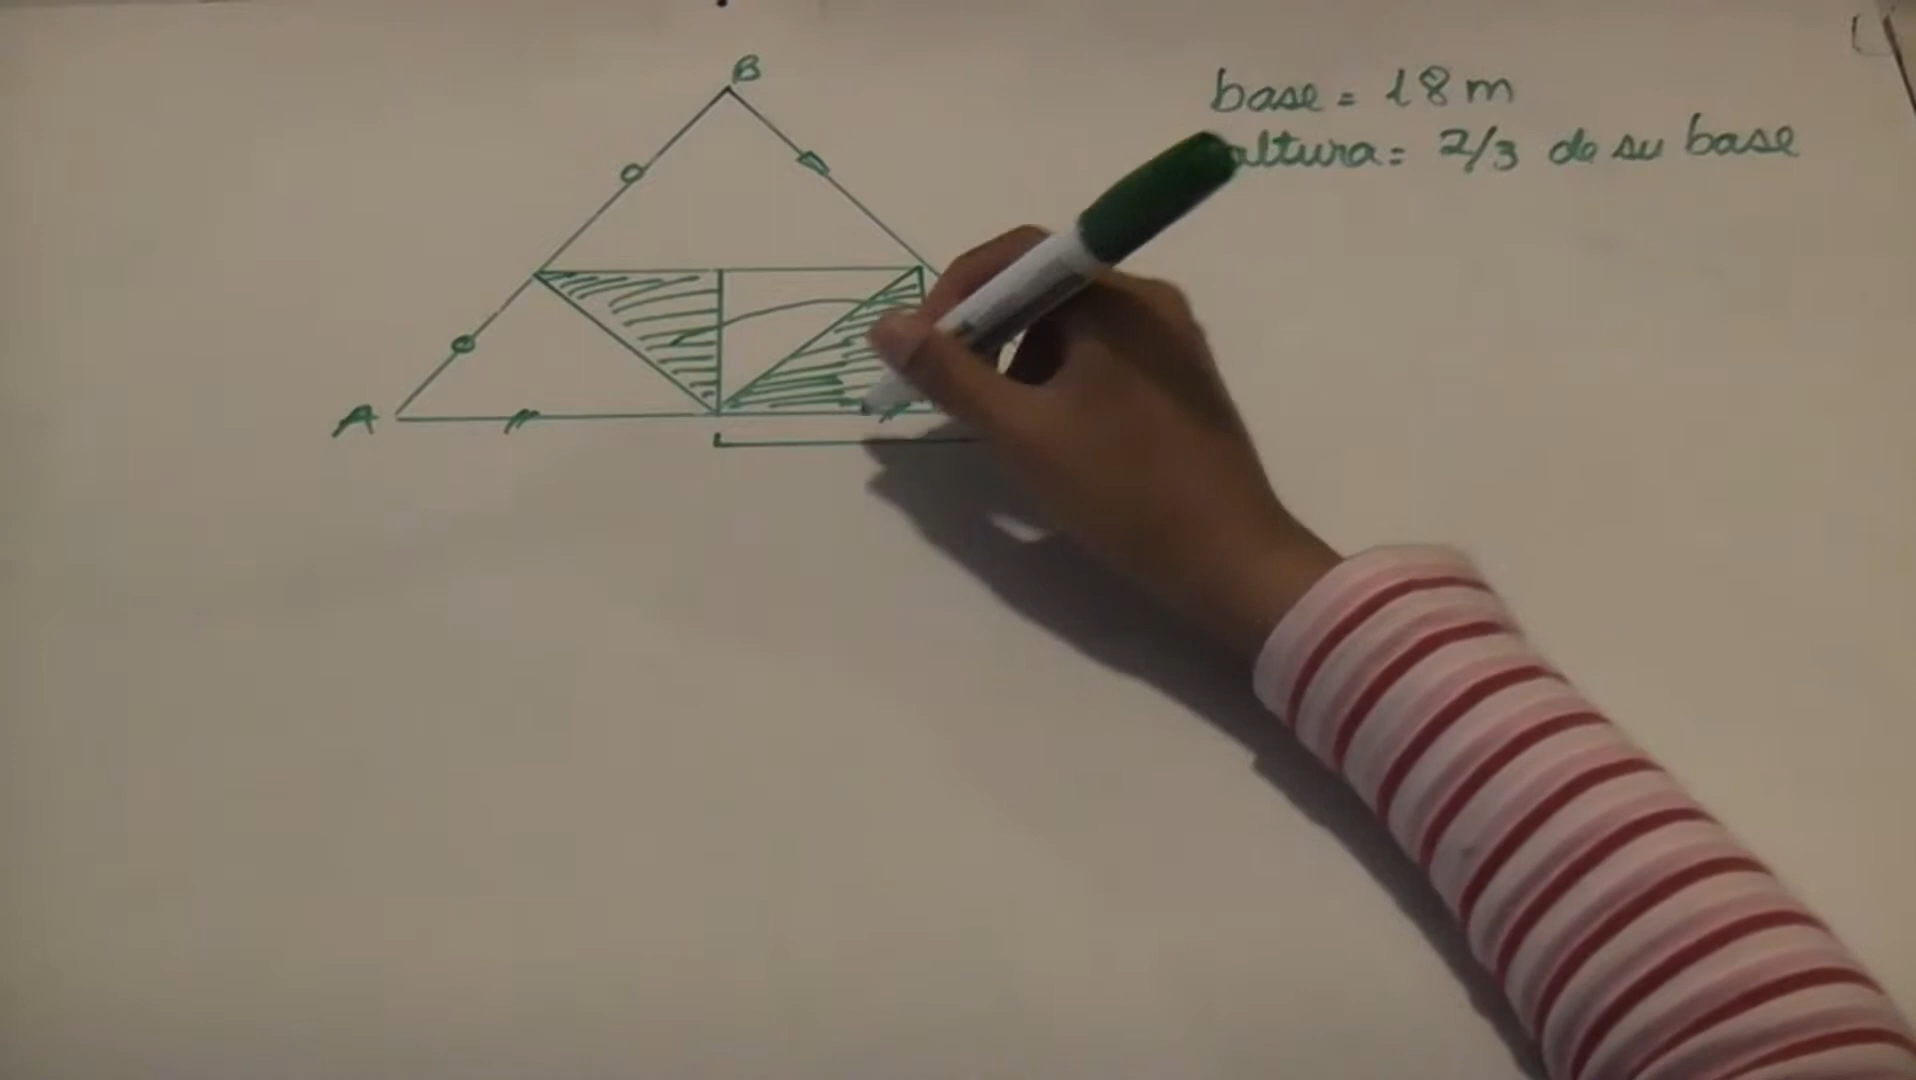 B
base = 18 m
altura = 2/3 de su base
A